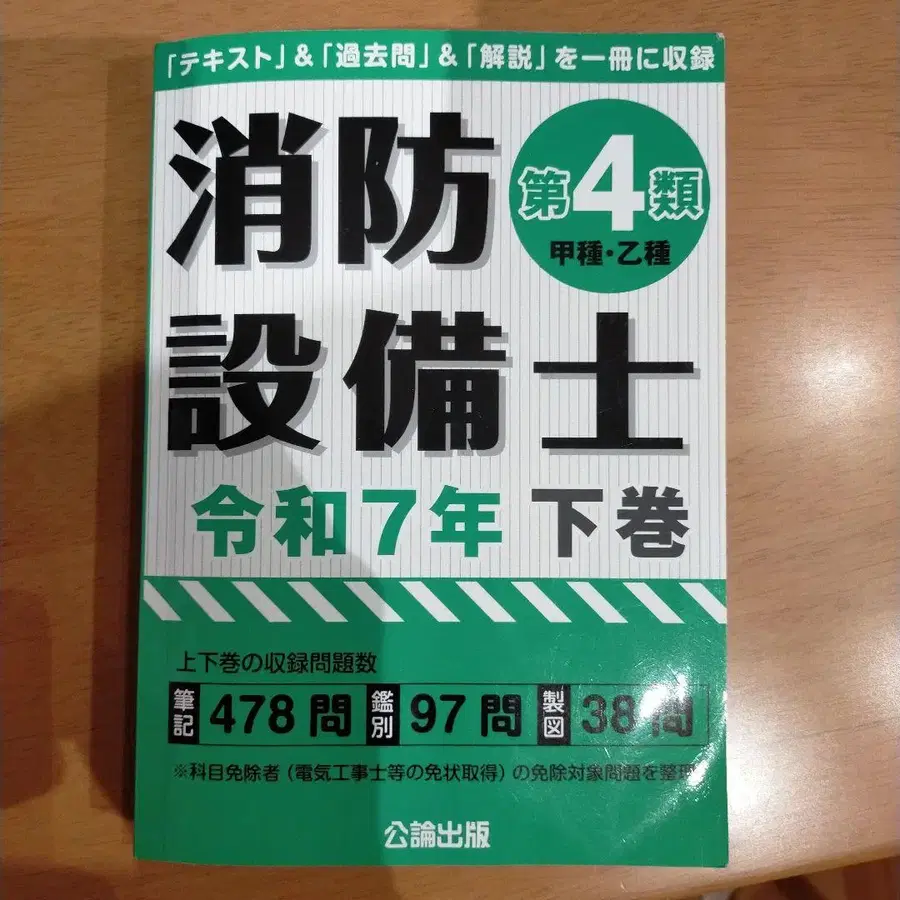 「テキスト」&「過去問」&「解説」を一冊に収録
消防
第4類
甲種・乙種
設備士
令和7年 下巻
上下巻の収録問題数
筆記 478問 鑑別 97問 製図 38問
※科目免除者（電気工事士等の免状取得）の免除対象問題を整理
公論出版